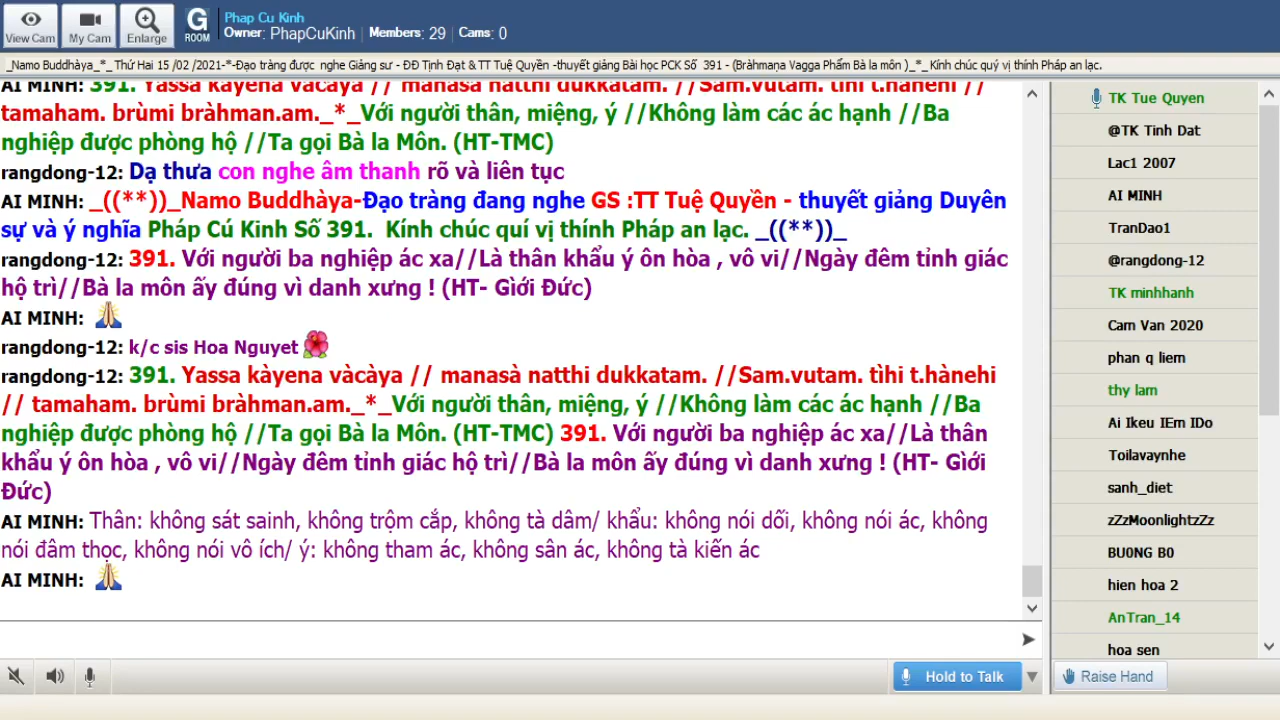 View Cam
My Cam
Enlarge
G
ROOM
Phap Cu Kinh
Owner: PhapCuKinh | Members: 29 | Cams: 0
_Namo Buddhàya_*_ Thứ Hai 15 /02 /2021-*-Đạo tràng được nghe Giảng sư - ĐĐ Tịnh Đạt & TT Tuệ Quyền -thuyết giảng Bài học PCK Số 391 - (Bràhmaṇa Vagga Phẩm Bà la môn )_*_Kính chúc quý vị thính Pháp an lạc.
AI MINH: 391. Yassa kàyena vàcàya // manasà natthi dukkatam. //Sam.vutam. tìhi t.hànehi //
tamaham. brùmi bràhman.am._*_Với người thân, miệng, ý //Không làm các ác hạnh //Ba
nghiệp được phòng hộ //Ta gọi Bà la Môn. (HT-TMC)
rangdong-12: Dạ thưa con nghe âm thanh rõ và liên tục
AI MINH: _((**))_Namo Buddhàya-Đạo tràng đang nghe GS :TT Tuệ Quyền - thuyết giảng Duyên
sự và ý nghĩa Pháp Cú Kinh Số 391. Kính chúc quí vị thính Pháp an lạc. _((**))_
rangdong-12: 391. Với người ba nghiệp ác xa//Là thân khẩu ý ôn hòa , vô vi//Ngày đêm tỉnh giác
hộ trì//Bà la môn ấy đúng vì danh xưng ! (HT- Giới Đức)
AI MINH:
rangdong-12: k/c sis Hoa Nguyet
rangdong-12: 391. Yassa kàyena vàcàya // manasà natthi dukkatam. //Sam.vutam. tìhi t.hànehi
// tamaham. brùmi bràhman.am._*_Với người thân, miệng, ý //Không làm các ác hạnh //Ba
nghiệp được phòng hộ //Ta gọi Bà la Môn. (HT-TMC) 391. Với người ba nghiệp ác xa//Là thân
khẩu ý ôn hòa , vô vi//Ngày đêm tỉnh giác hộ trì//Bà la môn ấy đúng vì danh xưng ! (HT- Giới
Đức)
AI MINH: Thân: không sát sainh, không trộm cắp, không tà dâm/ khẩu: không nói dối, không nói ác, không
nói đâm thọc, không nói vô ích/ ý: không tham ác, không sân ác, không tà kiến ác
AI MINH:
TK Tue Quyen
@TK Tinh Dat
Lac1 2007
AI MINH
TranDao1
@rangdong-12
TK minhhanh
Cam Van 2020
phan q liem
thy lam
Ai Ikeu IEm IDo
Toilavaynhe
sanh_diet
zZzMoonlightzZz
BU0NG B0
hien hoa 2
AnTran_14
hoa sen
Hold to Talk
Raise Hand